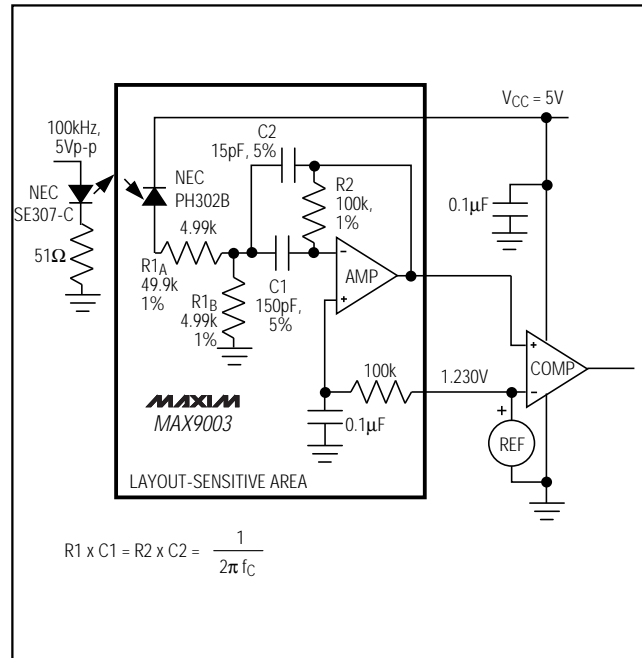 VCC = 5V
100kHz,
5Vp-p
C2
15pF, 5%
NEC
PH302B
NEC
SE307-C
R2
100k,
1%
0.1μF
4.99k
51Ω
R1A
49.9k
1%
R1B
4.99k
1%
C1
150pF,
5%
−
AMP
+
+
COMP
−
100k
1.230V
MAXIM
MAX9003
0.1μF
+
REF
LAYOUT-SENSITIVE AREA
R1 x C1 = R2 x C2 = 1
2π fC